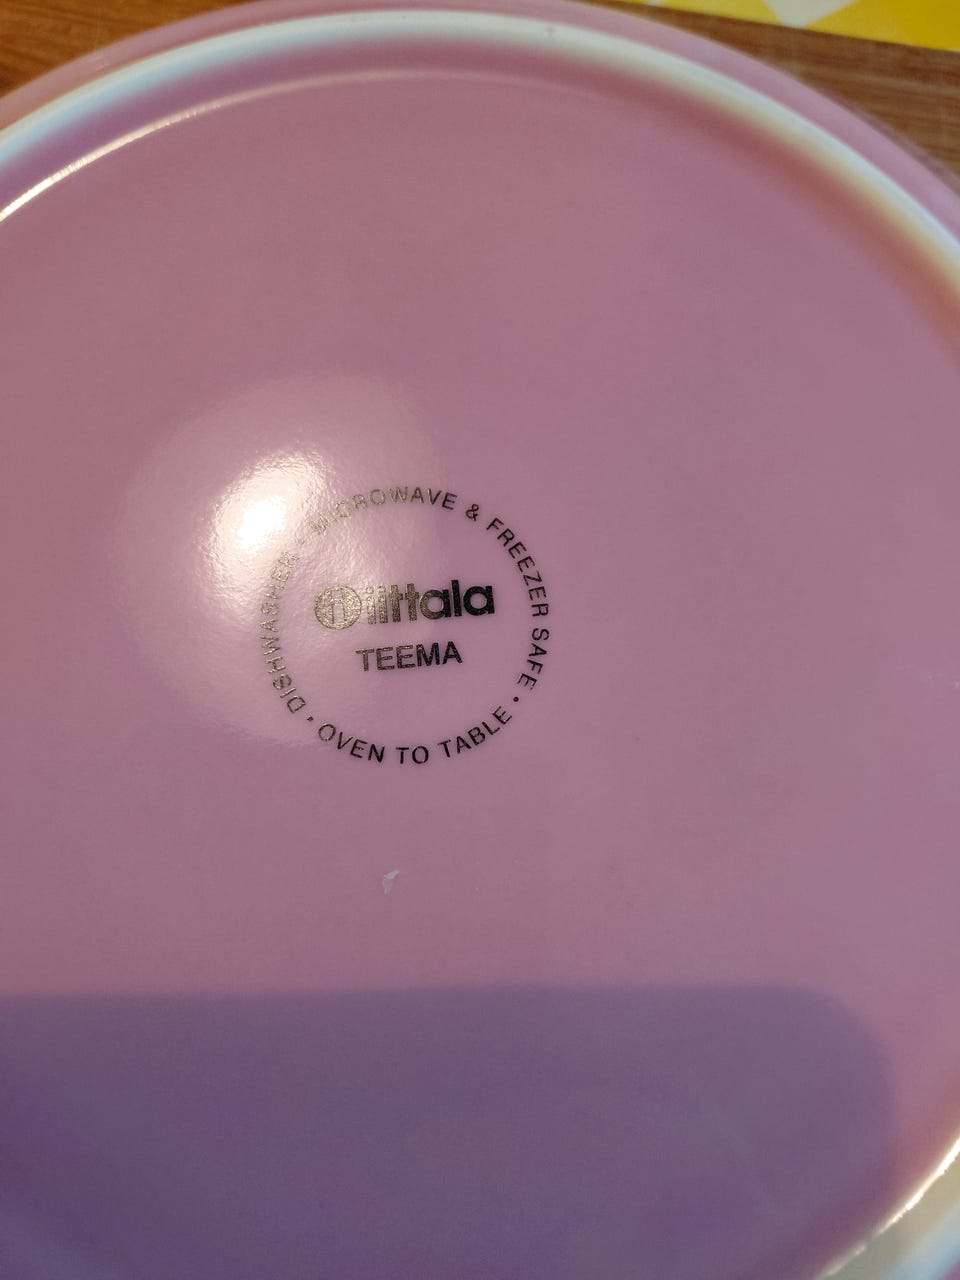 DISHWASHER • MICROWAVE & FREEZER SAFE • OVEN TO TABLE •
i iittala
TEEMA